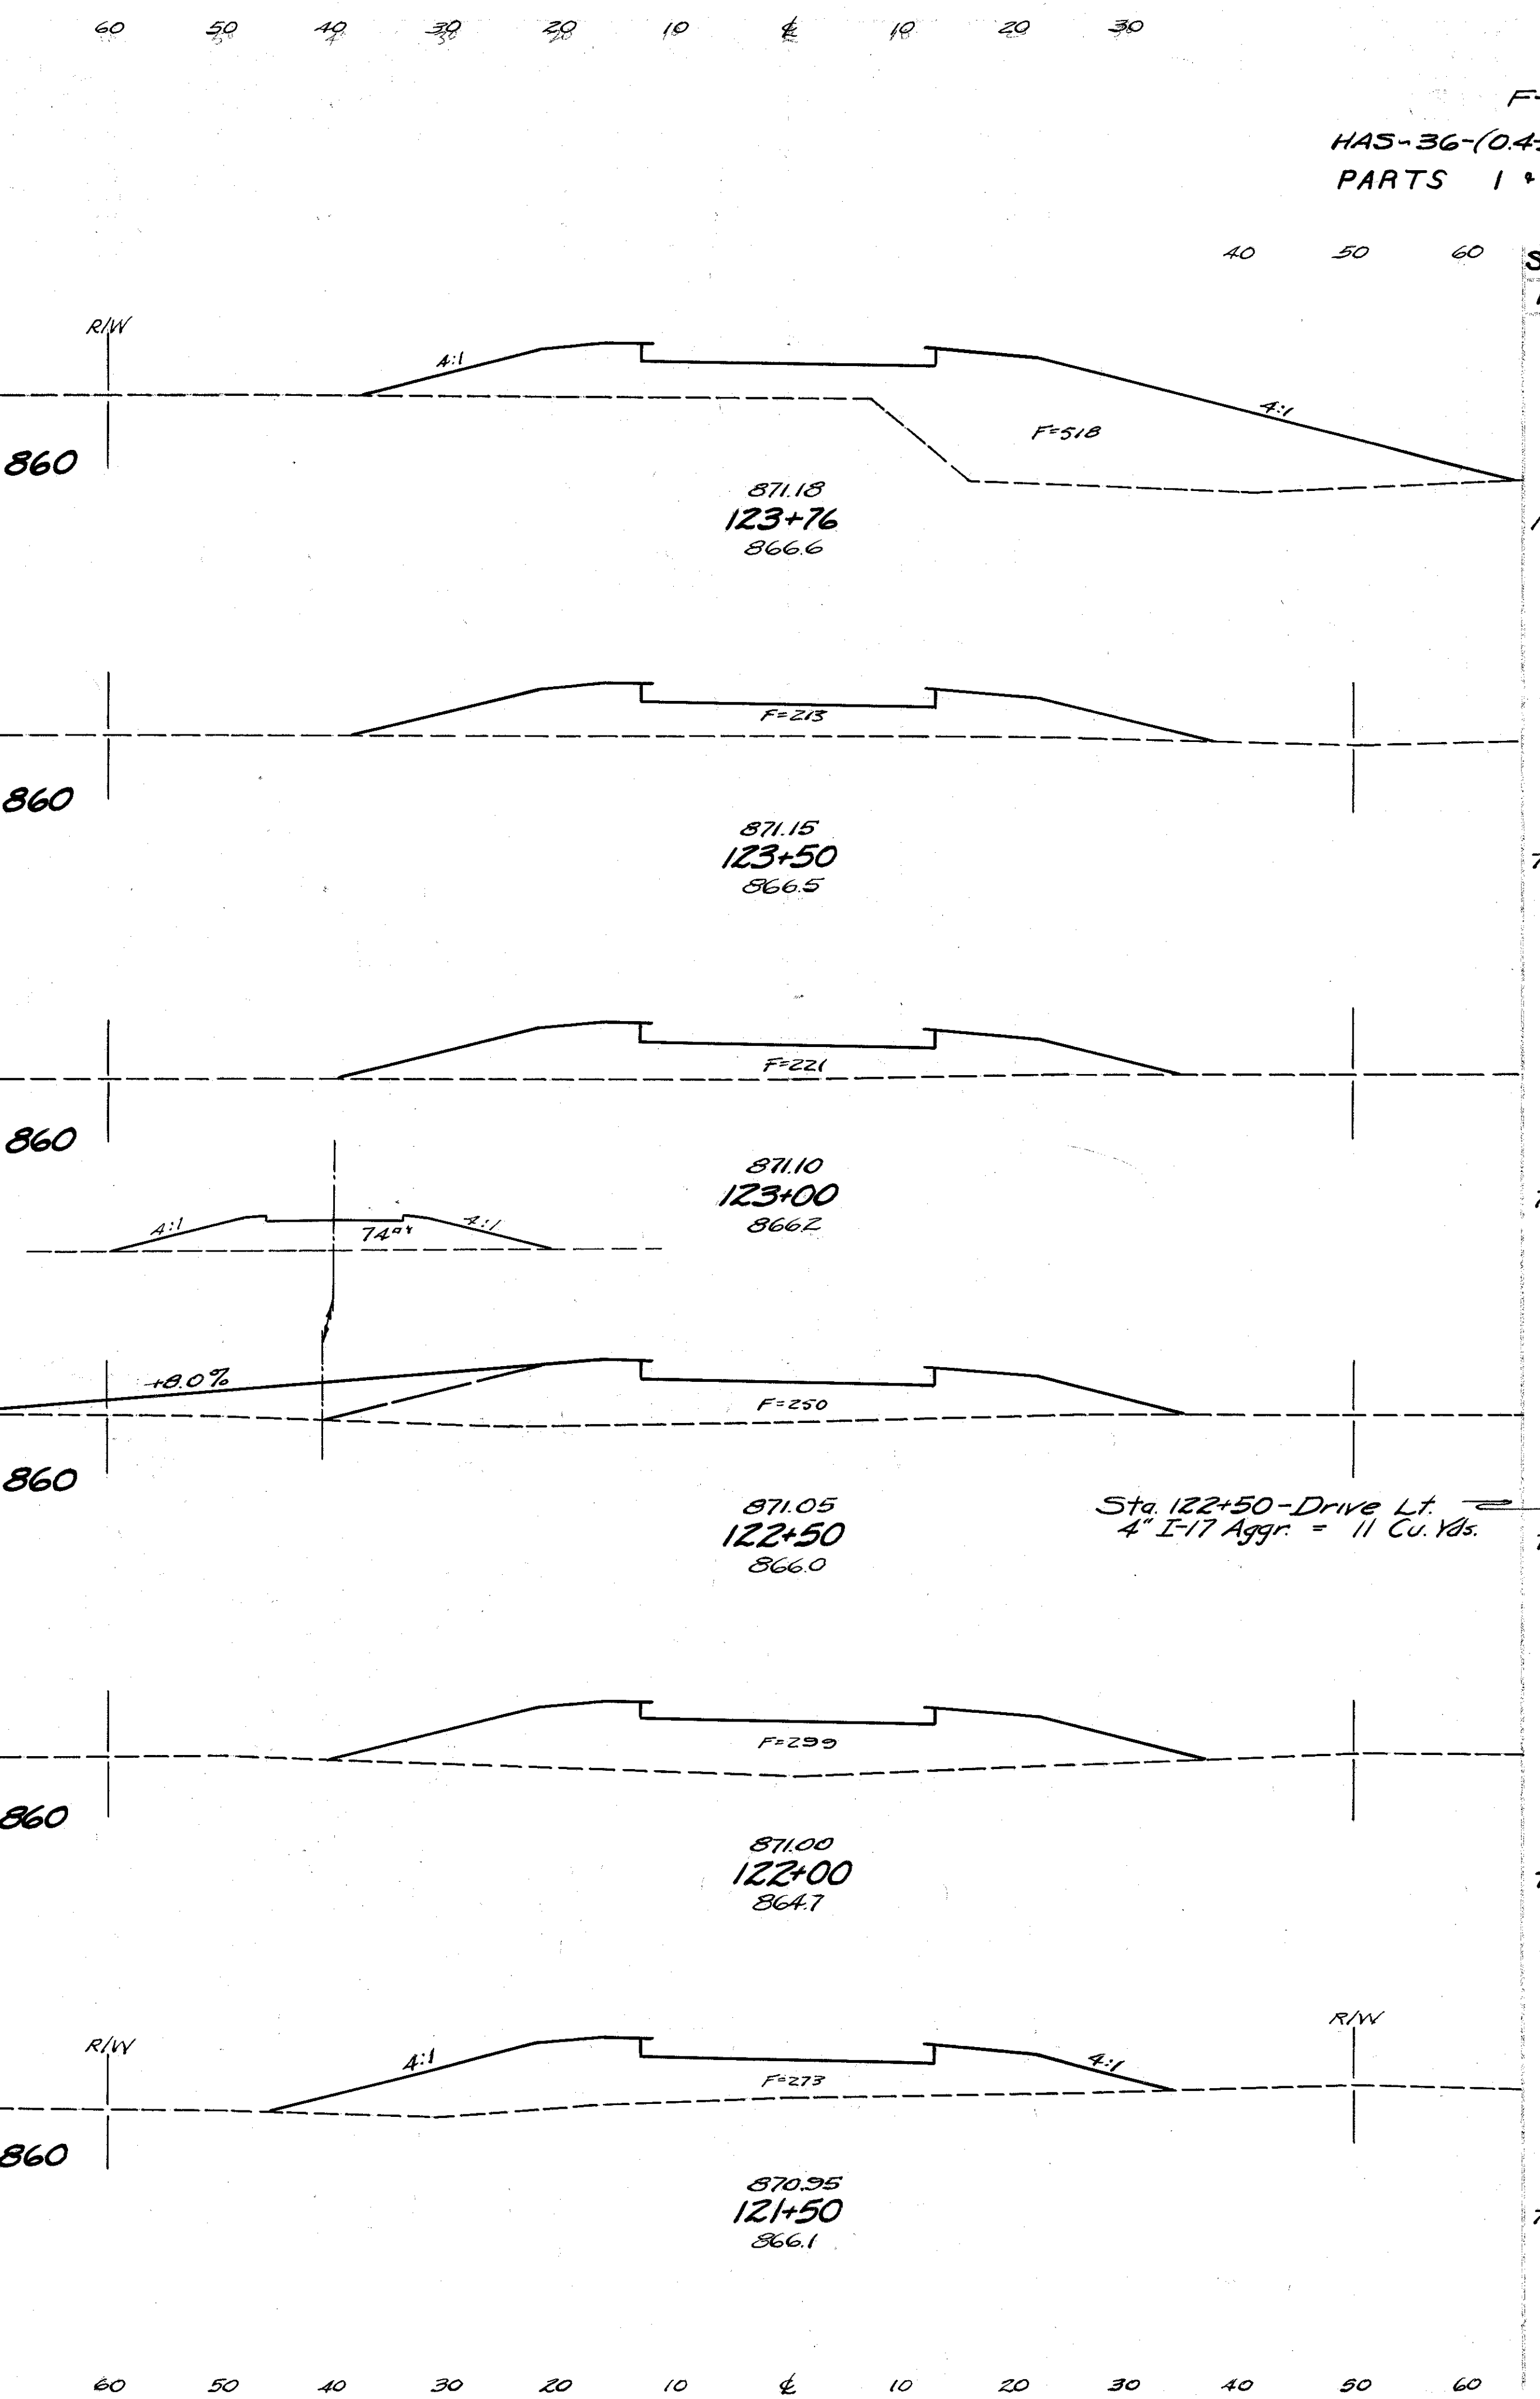 60 50 40 30 20 10 ℄ 10 20 30
HAS-36-(0.4
PARTS 1 &
40 50 60
R/W
4:1
4:1
F=518
860
871.18
123+76
866.6
F=213
860
871.15
123+50
866.5
F=221
860
871.10
123+00
866.2
4:1
4:1
+8.0%
F=250
860
871.05
122+50
866.0
Sta. 122+50-Drive Lt.
4" I-17 Aggr. = 11 Cu. Yds.
F=299
860
871.00
122+00
864.7
R/W
R/W
4:1
4:1
F=273
860
870.95
121+50
866.1
60 50 40 30 20 10 ℄ 10 20 30 40 50 60